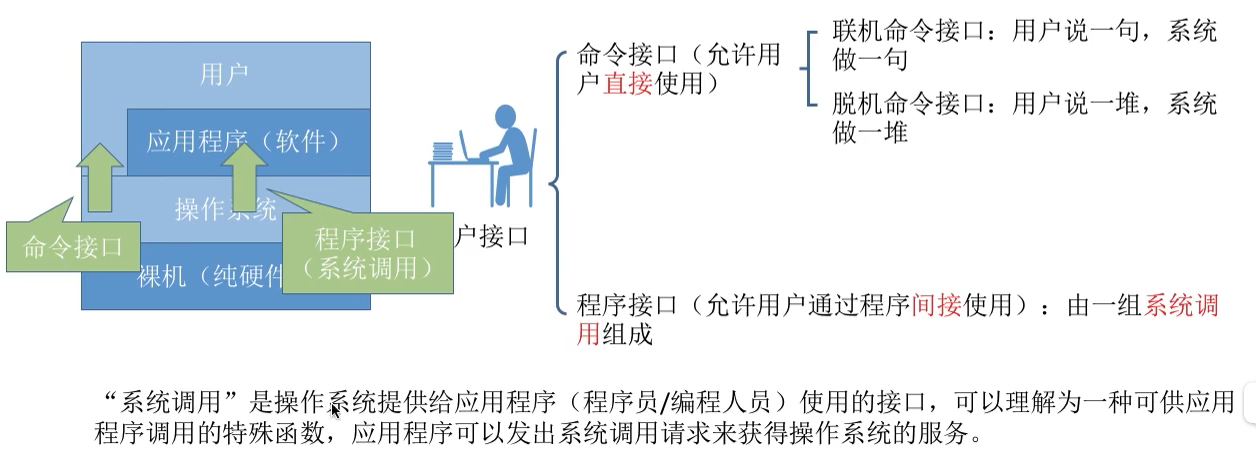 用户
应用程序（软件）
操作系统
裸机（纯硬件
命令接口
程序接口
（系统调用）
户接口
命令接口（允许用
户直接使用）
联机命令接口：用户说一句，系统
做一句
脱机命令接口：用户说一堆，系统
做一堆
程序接口（允许用户通过程序间接使用）：由一组系统调
用组成
“系统调用”是操作系统提供给应用程序（程序员/编程人员）使用的接口，可以理解为一种可供应用
程序调用的特殊函数，应用程序可以发出系统调用请求来获得操作系统的服务。